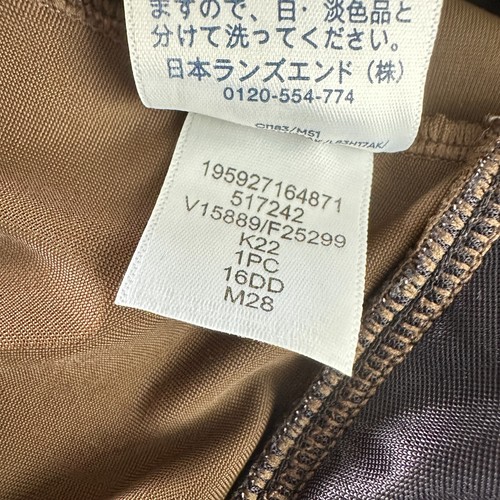 ますので、白・淡色品と
分けて洗ってください。
日本ランズエンド(株)
0120-554-774
195927164871
517242
V15889/F25299
K22
1PC
16DD
M28